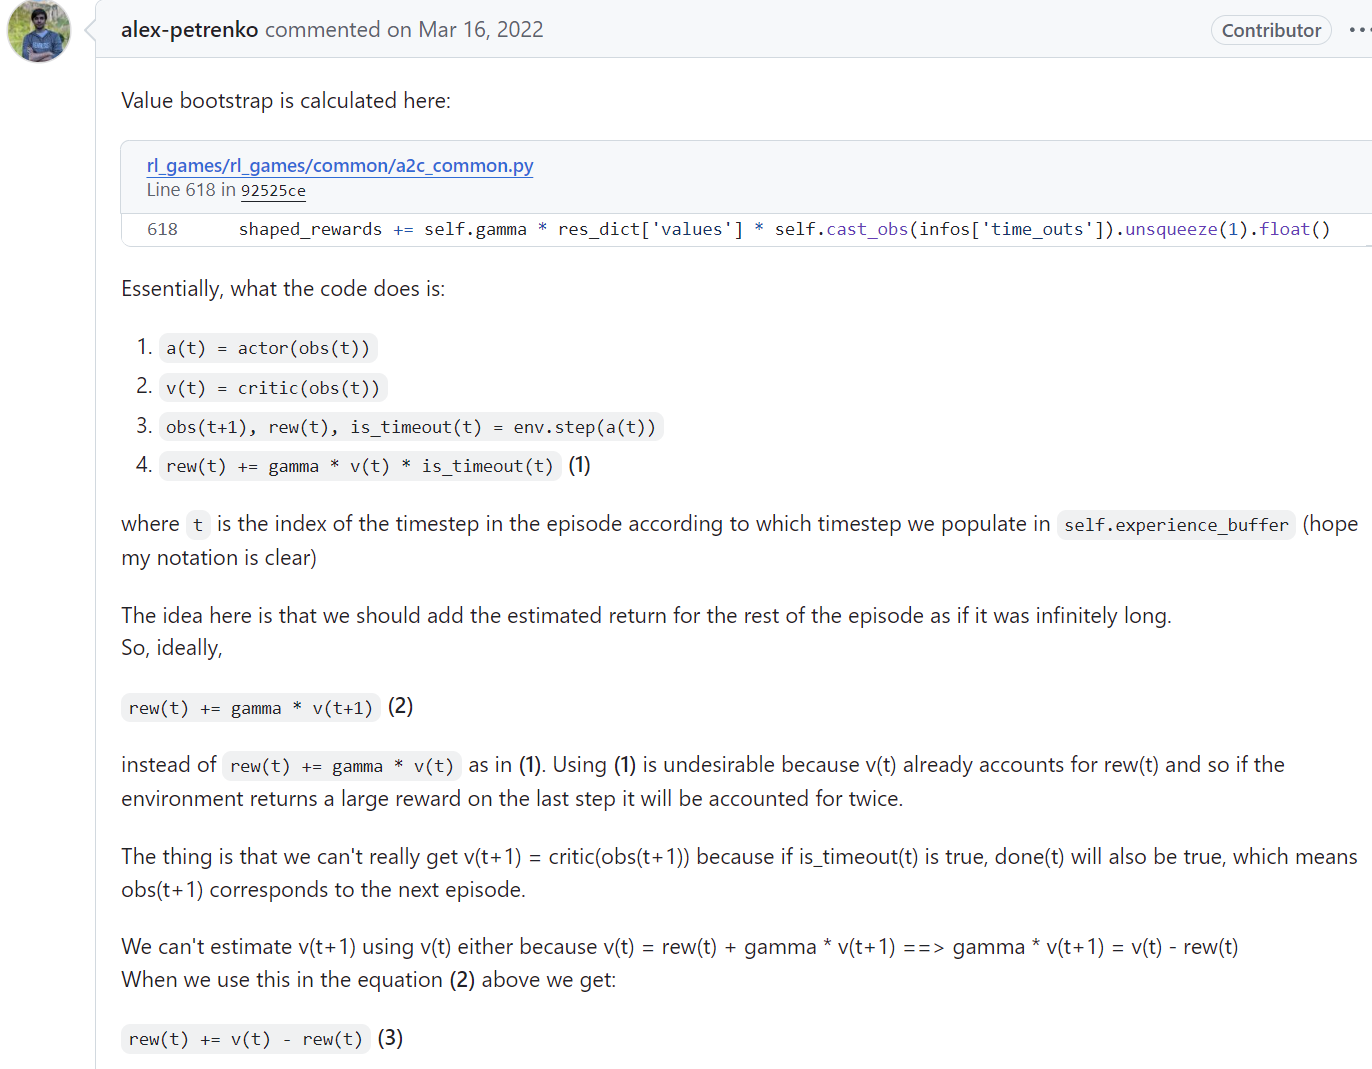 alex-petrenko commented on Mar 16, 2022 Contributor ...
Value bootstrap is calculated here:
rl_games/rl_games/common/a2c_common.py
Line 618 in 92525ce
618 shaped_rewards += self.gamma * res_dict['values'] * self.cast_obs(infos['time_outs']).unsqueeze(1).float()
Essentially, what the code does is:
1. a(t) = actor(obs(t))
2. v(t) = critic(obs(t))
3. obs(t+1), rew(t), is_timeout(t) = env.step(a(t))
4. rew(t) += gamma * v(t) * is_timeout(t) (1)
where t is the index of the timestep in the episode according to which timestep we populate in self.experience_buffer (hope
my notation is clear)
The idea here is that we should add the estimated return for the rest of the episode as if it was infinitely long.
So, ideally,
rew(t) += gamma * v(t+1) (2)
instead of rew(t) += gamma * v(t) as in (1). Using (1) is undesirable because v(t) already accounts for rew(t) and so if the
environment returns a large reward on the last step it will be accounted for twice.
The thing is that we can't really get v(t+1) = critic(obs(t+1)) because if is_timeout(t) is true, done(t) will also be true, which means
obs(t+1) corresponds to the next episode.
We can't estimate v(t+1) using v(t) either because v(t) = rew(t) + gamma * v(t+1) ==> gamma * v(t+1) = v(t) - rew(t)
When we use this in the equation (2) above we get:
rew(t) += v(t) - rew(t) (3)